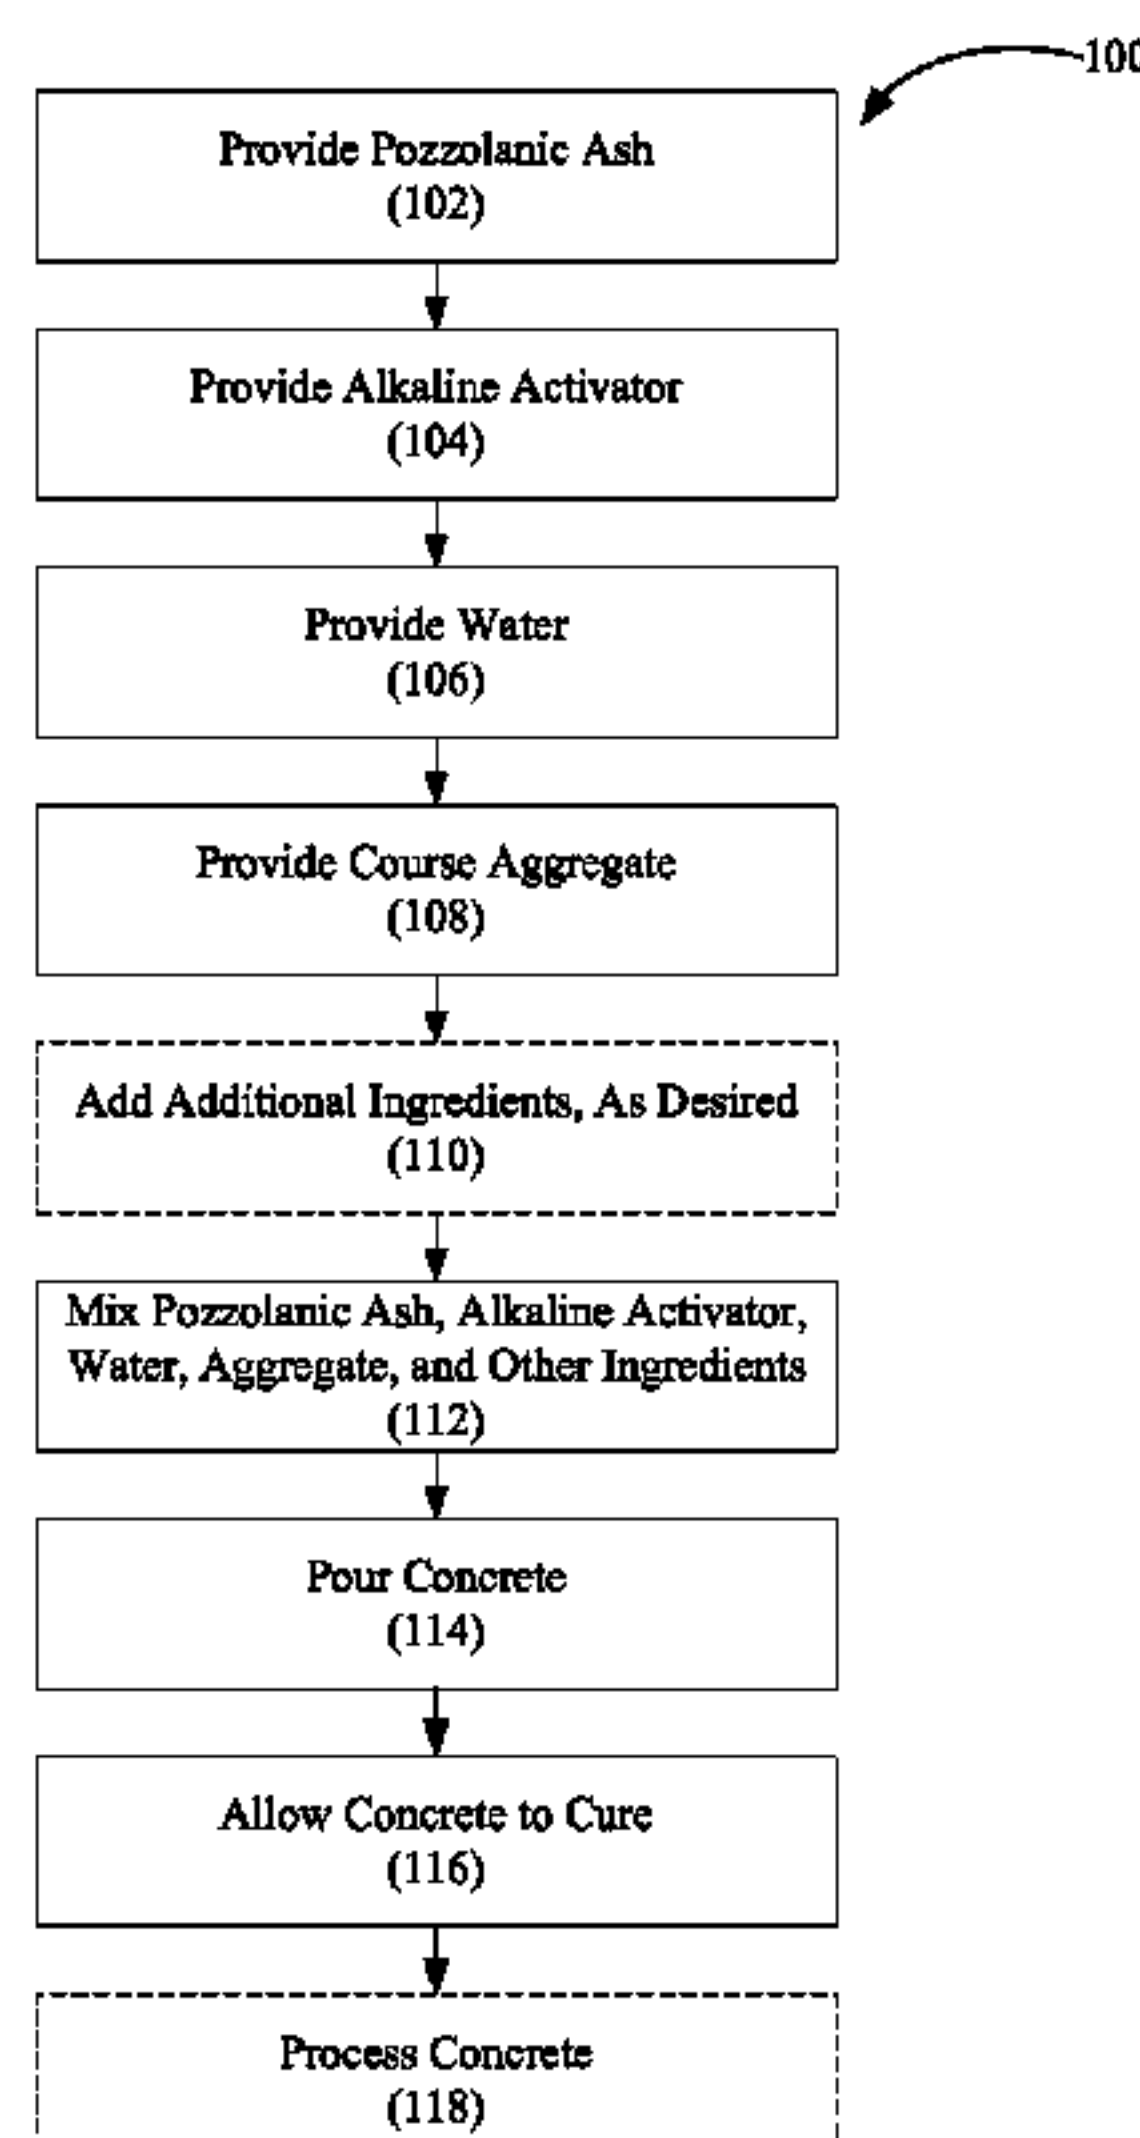 100
Provide Pozzolanic Ash
(102)
Provide Alkaline Activator
(104)
Provide Water
(106)
Provide Course Aggregate
(108)
Add Additional Ingredients, As Desired
(110)
Mix Pozzolanic Ash, Alkaline Activator,
Water, Aggregate, and Other Ingredients
(112)
Pour Concrete
(114)
Allow Concrete to Cure
(116)
Process Concrete
(118)